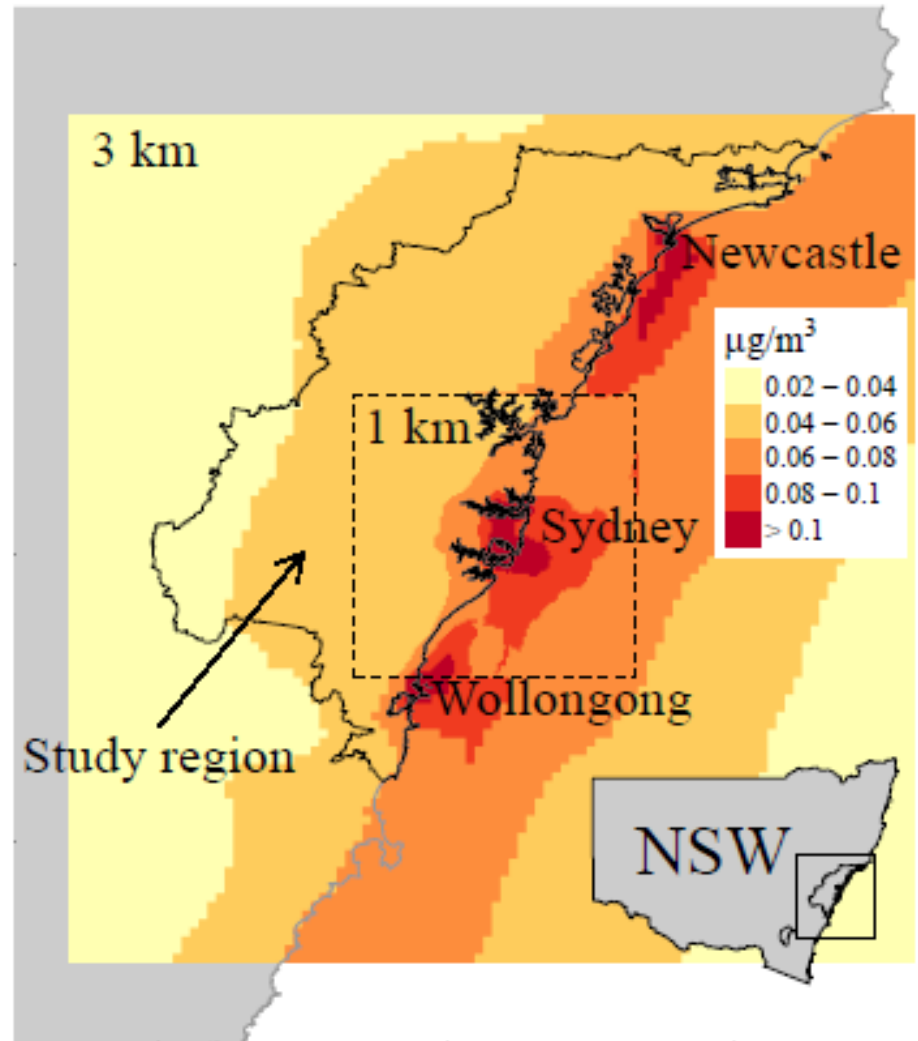 3 km
Newcastle
μg/m³
0.02 – 0.04
0.04 – 0.06
0.06 – 0.08
0.08 – 0.1
> 0.1
1 km
Sydney
Wollongong
Study region
NSW